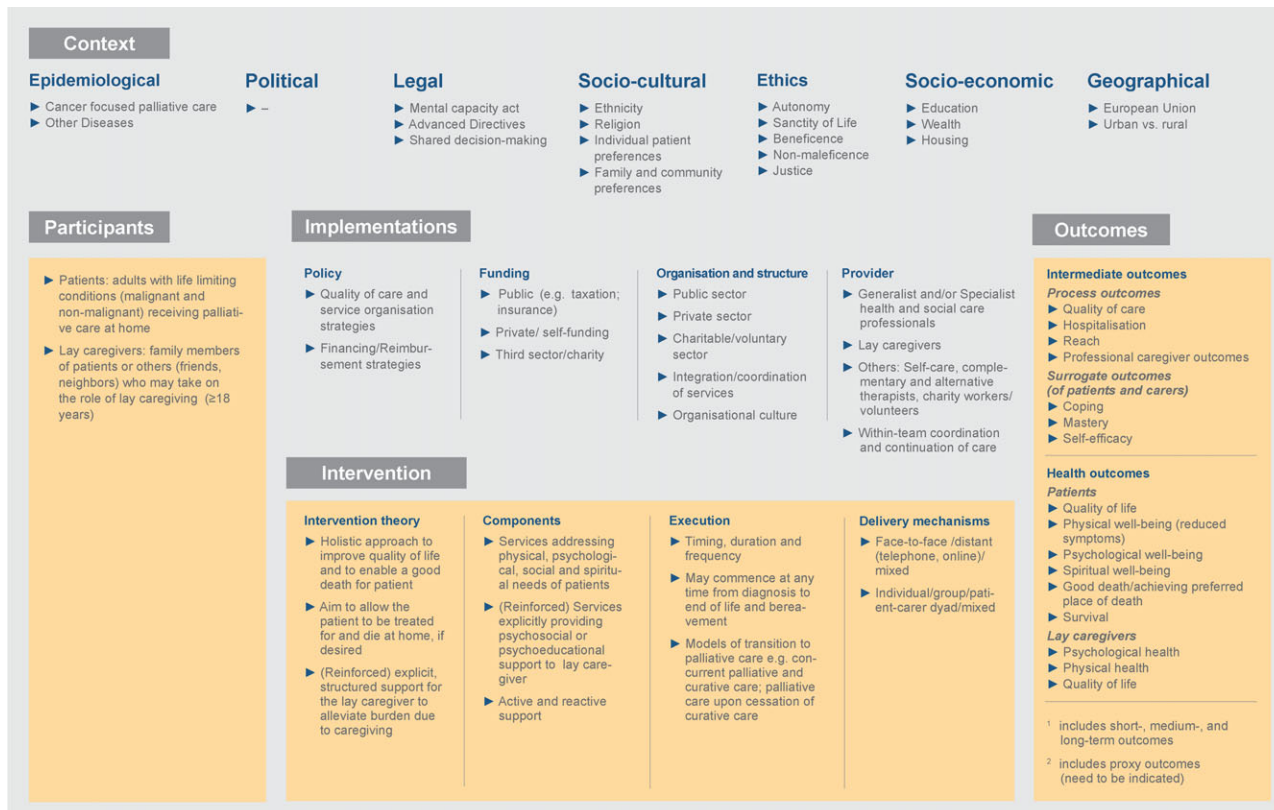 Context
Epidemiological
► Cancer focused palliative care
► Other Diseases
Political
► –
Legal
► Mental capacity act
► Advanced Directives
► Shared decision-making
Socio-cultural
► Ethnicity
► Religion
► Individual patient
preferences
► Family and community
preferences
Ethics
► Autonomy
► Sanctity of Life
► Beneficence
► Non-maleficence
► Justice
Socio-economic
► Education
► Wealth
► Housing
Geographical
► European Union
► Urban vs. rural
Participants
► Patients: adults with life limiting
conditions (malignant and
non-malignant) receiving palliati-
ve care at home
► Lay caregivers: family members
of patients or others (friends,
neighbors) who may take on
the role of lay caregiving (≥18
years)
Implementations
Policy
► Quality of care and
service organisation
strategies
► Financing/Reimbur-
sement strategies
Funding
► Public (e.g. taxation;
insurance)
► Private/ self-funding
► Third sector/charity
Organisation and structure
► Public sector
► Private sector
► Charitable/voluntary
sector
► Integration/coordination
of services
► Organisational culture
Provider
► Generalist and/or Specialist
health and social care
professionals
► Lay caregivers
► Others: Self-care, comple-
mentary and alternative
therapists, charity workers/
volunteers
► Within-team coordination
and continuation of care
Intervention
Intervention theory
► Holistic approach to
improve quality of life
and to enable a good
death for patient
► Aim to allow the
patient to be treated
for and die at home, if
desired
► (Reinforced) explicit,
structured support for
the lay caregiver to
alleviate burden due
to caregiving
Components
► Services addressing
physical, psychologi-
cal, social and spiritu-
al needs of patients
► (Reinforced) Services
explicitly providing
psychosocial or
psychoeducational
support to lay care-
giver
► Active and reactive
support
Execution
► Timing, duration and
frequency
► May commence at any
time from diagnosis to
end of life and berea-
vement
► Models of transition to
palliative care e.g. con-
current palliative and
curative care; palliative
care upon cessation of
curative care
Delivery mechanisms
► Face-to-face /distant
(telephone, online)/
mixed
► Individual/group/pati-
ent-carer dyad/mixed
Outcomes
Intermediate outcomes
Process outcomes
► Quality of care
► Hospitalisation
► Reach
► Professional caregiver outcomes
Surrogate outcomes
(of patients and carers)
► Coping
► Mastery
► Self-efficacy
Health outcomes
Patients
► Quality of life
► Physical well-being (reduced
symptoms)
► Psychological well-being
► Spiritual well-being
► Good death/achieving preferred
place of death
► Survival
Lay caregivers
► Psychological health
► Physical health
► Quality of life
1 includes short-, medium-, and
long-term outcomes
2 includes proxy outcomes
(need to be indicated)